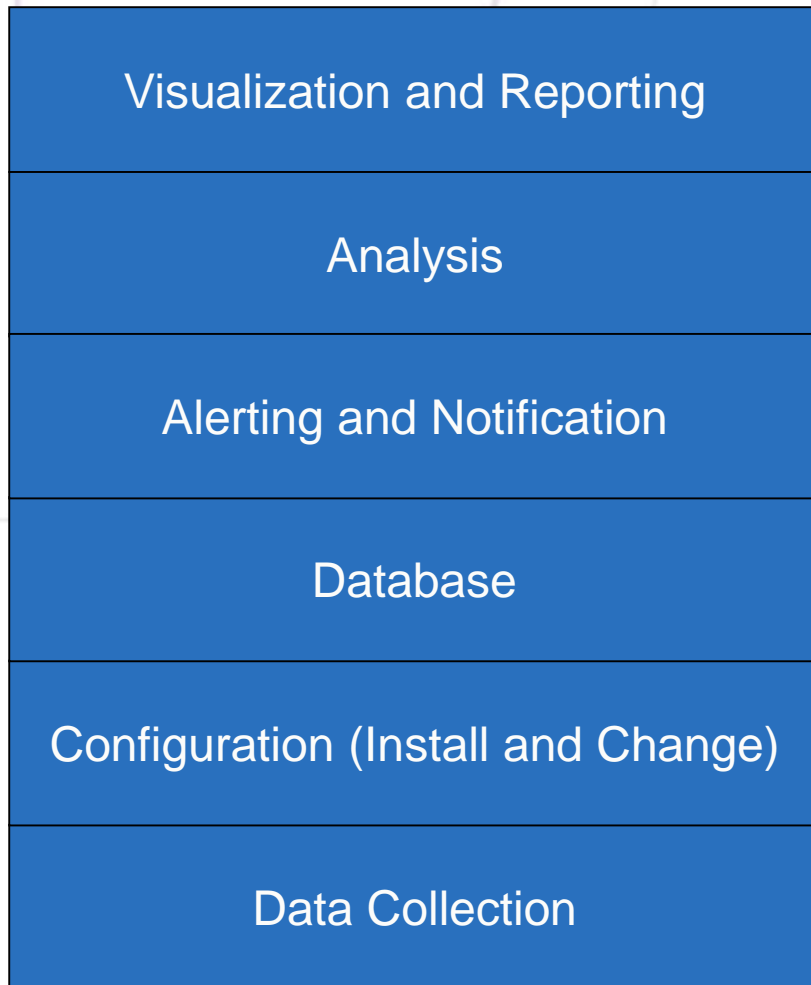 Visualization and Reporting
Analysis
Alerting and Notification
Database
Configuration (Install and Change)
Data Collection